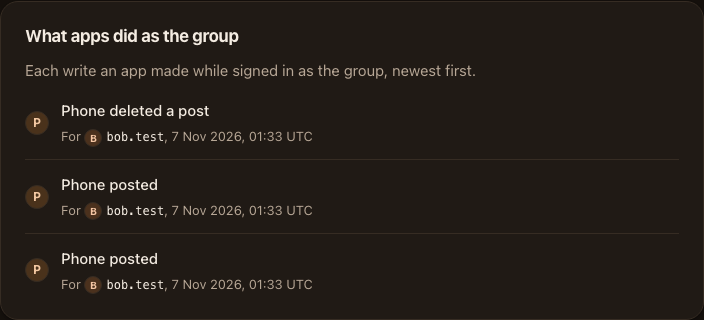 What apps did as the group
Each write an app made while signed in as the group, newest first.
Phone deleted a post
P
For B bob.test, 7 Nov 2026, 01:33 UTC
Phone posted
P
For B bob.test, 7 Nov 2026, 01:33 UTC
Phone posted
P
For B bob.test, 7 Nov 2026, 01:33 UTC